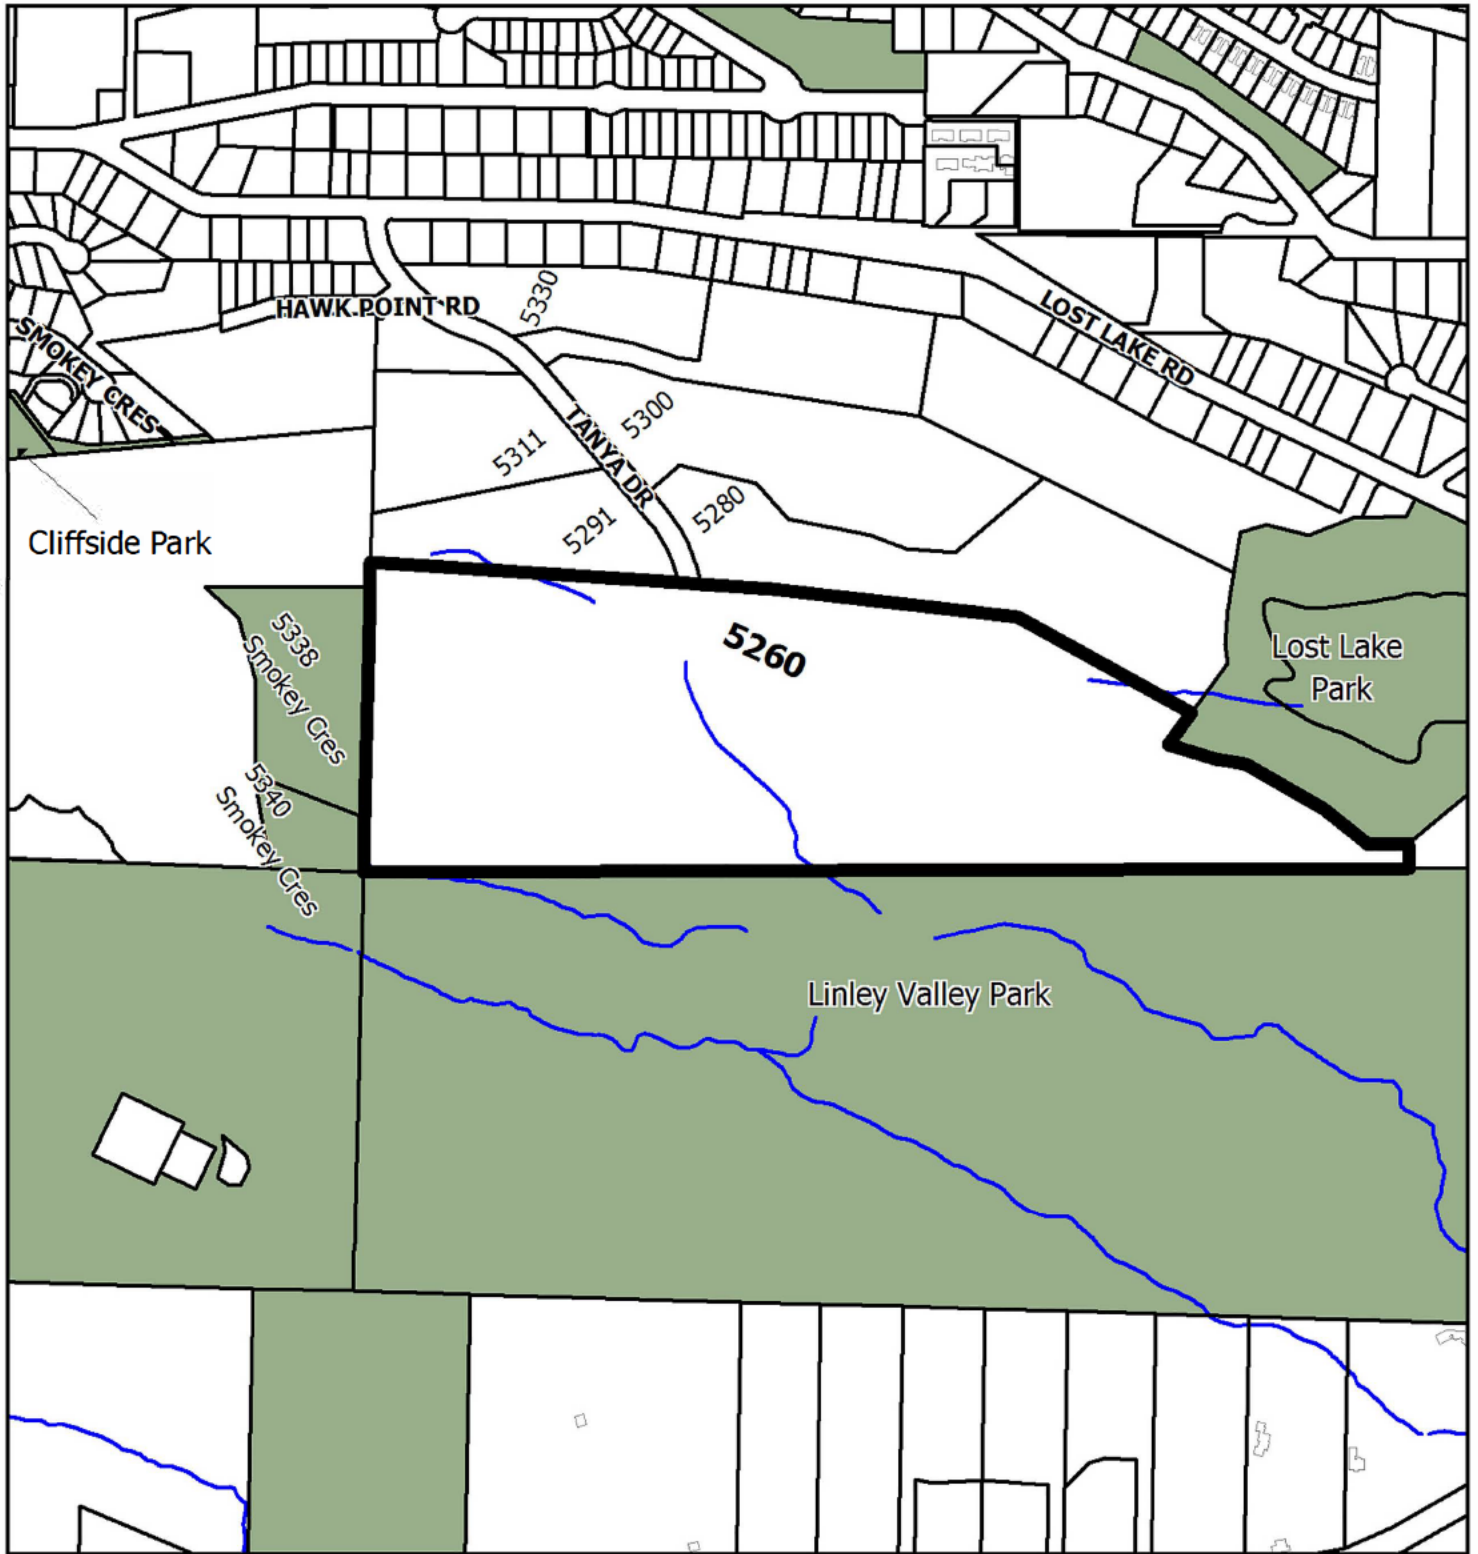 5330
HAWK POINT RD
LOST LAKE RD
SMOKEY CRES
5300
TANYA DR
5311
5280
5291
Cliffside Park
5338
Smokey Cres
5260
Lost Lake
Park
5340
Smokey Cres
Linley Valley Park